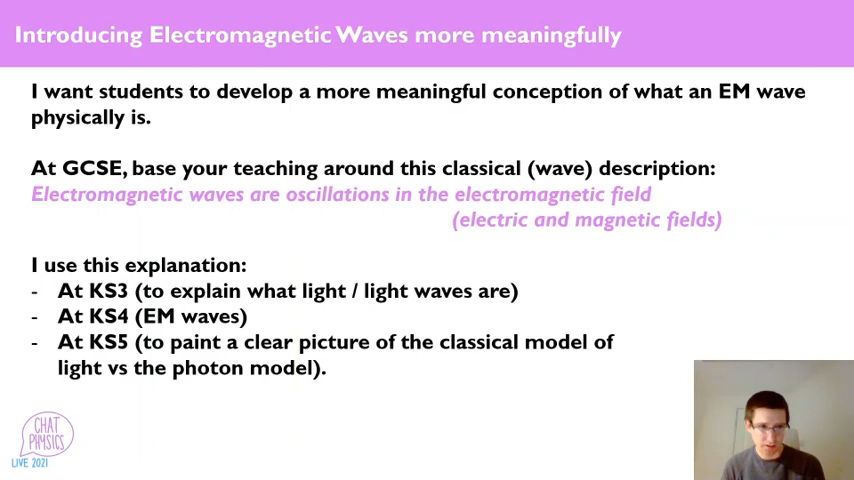 Introducing Electromagnetic Waves more meaningfully
I want students to develop a more meaningful conception of what an EM wave
physically is.
At GCSE, base your teaching around this classical (wave) description:
Electromagnetic waves are oscillations in the electromagnetic field
(electric and magnetic fields)
I use this explanation:
- At KS3 (to explain what light / light waves are)
- At KS4 (EM waves)
- At KS5 (to paint a clear picture of the classical model of
light vs the photon model).
CHAT
PHYSICS
LIVE 2021